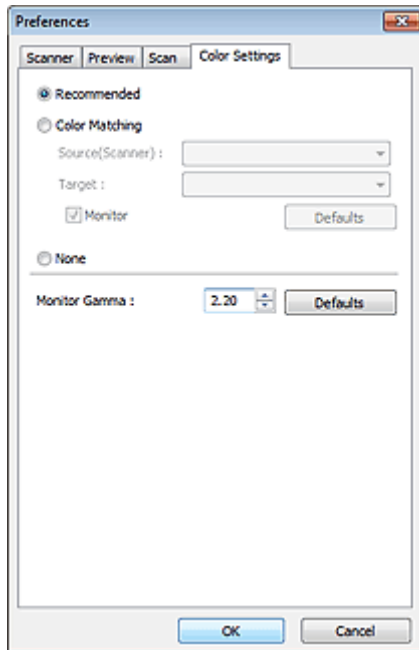 Preferences
Scanner Preview Scan Color Settings
Recommended
Color Matching
Source(Scanner) :
Target :
Monitor Defaults
None
Monitor Gamma : 2.20 Defaults
OK Cancel